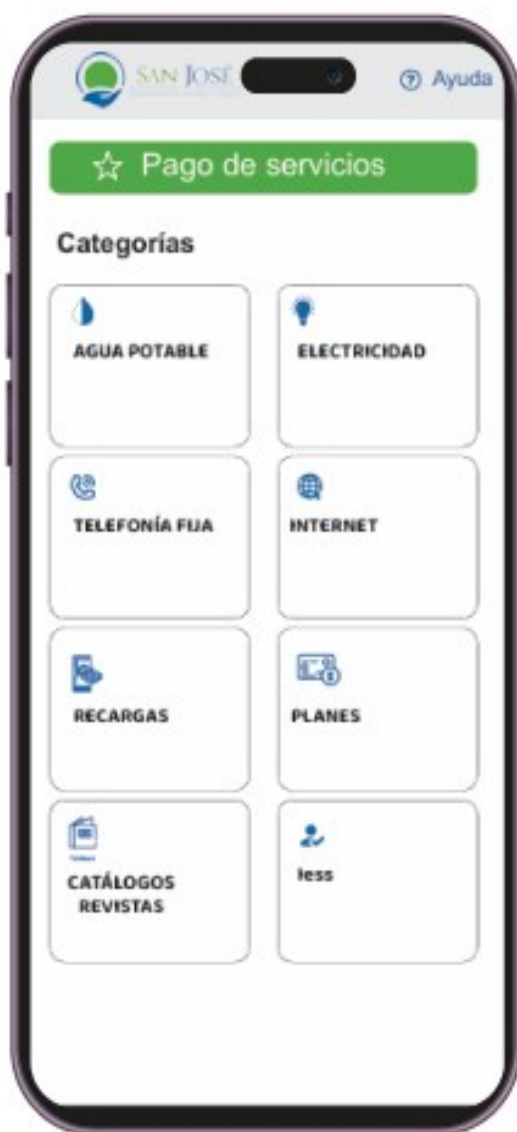 SAN JOSÉ
Ayuda
Pago de servicios
Categorías
AGUA POTABLE
ELECTRICIDAD
TELEFONÍA FIJA
INTERNET
RECARGAS
PLANES
CATÁLOGOS
REVISTAS
Iess